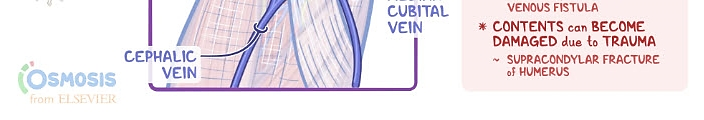 CUBITAL
VEIN
CEPHALIC
VEIN
OSMOSIS
from ELSEVIER
VENOUS FISTULA
* CONTENTS can BECOME
DAMAGED due to TRAUMA
~ SUPRACONDYLAR FRACTURE
of HUMERUS